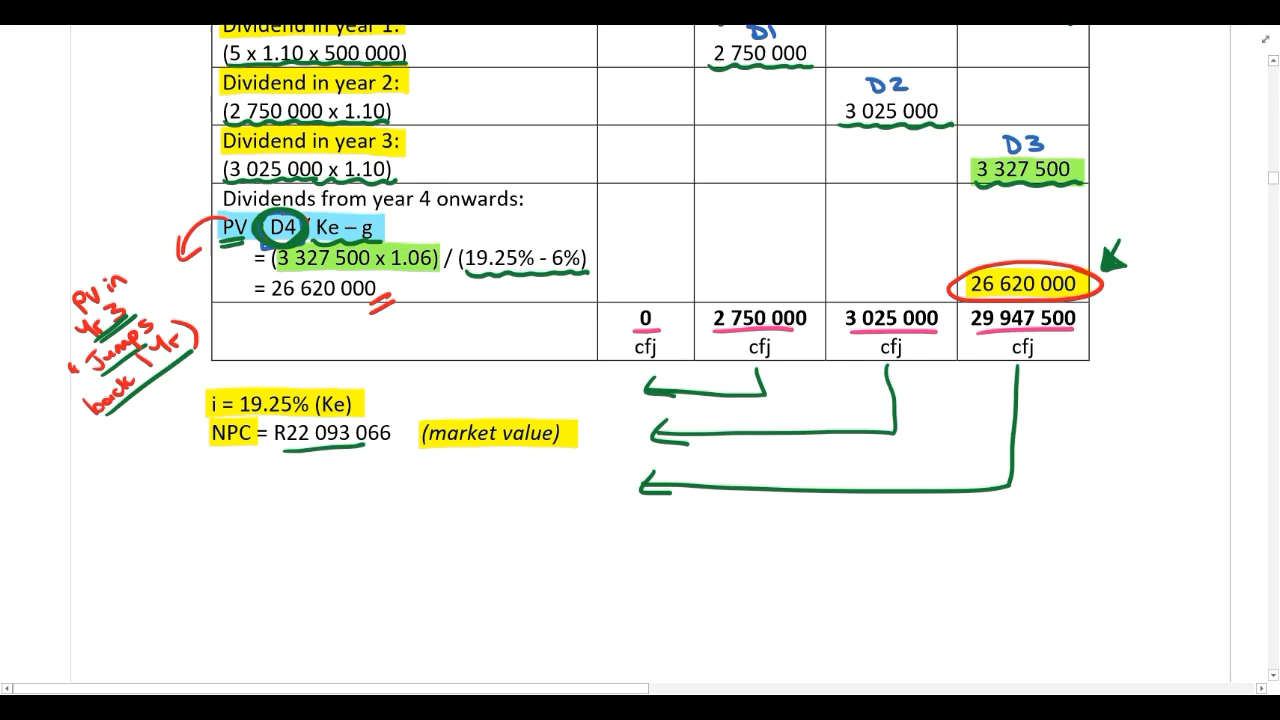 Dividend in year 1:
D1
(5 x 1.10 x 500 000)
2 750 000
Dividend in year 2:
D2
(2 750 000 x 1.10)
3 025 000
Dividend in year 3:
D3
(3 025 000 x 1.10)
3 327 500
Dividends from year 4 onwards:
PV D4 / Ke – g
= (3 327 500 x 1.06) / (19.25% - 6%)
26 620 000
= 26 620 000
PV in
Yr 3
"Jumps
back 1 Yr
0 2 750 000 3 025 000 29 947 500
cfj cfj cfj cfj
i = 19.25% (Ke)
NPC = R22 093 066 (market value)